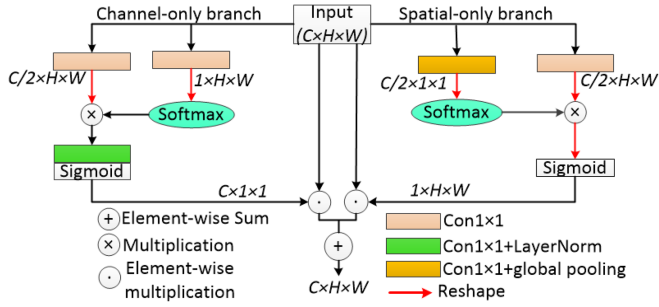 Channel-only branch
Input
(C×H×W)
Spatial-only branch
C/2×H×W
1×H×W
Softmax
×
Sigmoid
C×1×1
C/2×1×1
C/2×H×W
Softmax
×
Sigmoid
1×H×W
·
·
+
C×H×W
+ Element-wise Sum
× Multiplication
· Element-wise
multiplication
Con1×1
Con1×1+LayerNorm
Con1×1+global pooling
Reshape